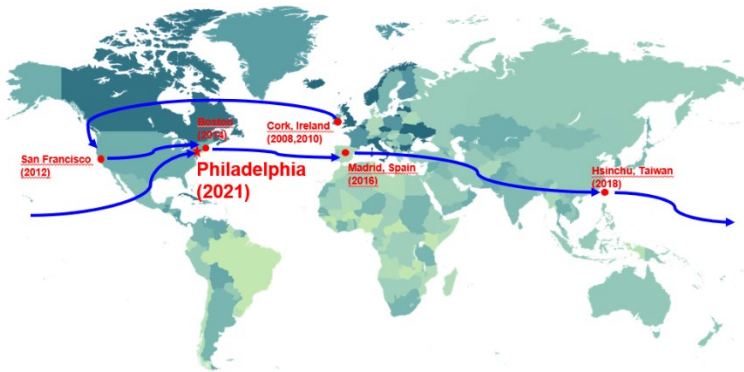 Boston
(2014)
Cork, Ireland
(2008,2010)
San Francisco
(2012)
Philadelphia
(2021)
Madrid, Spain
(2016)
Hsinchu, Taiwan
(2018)